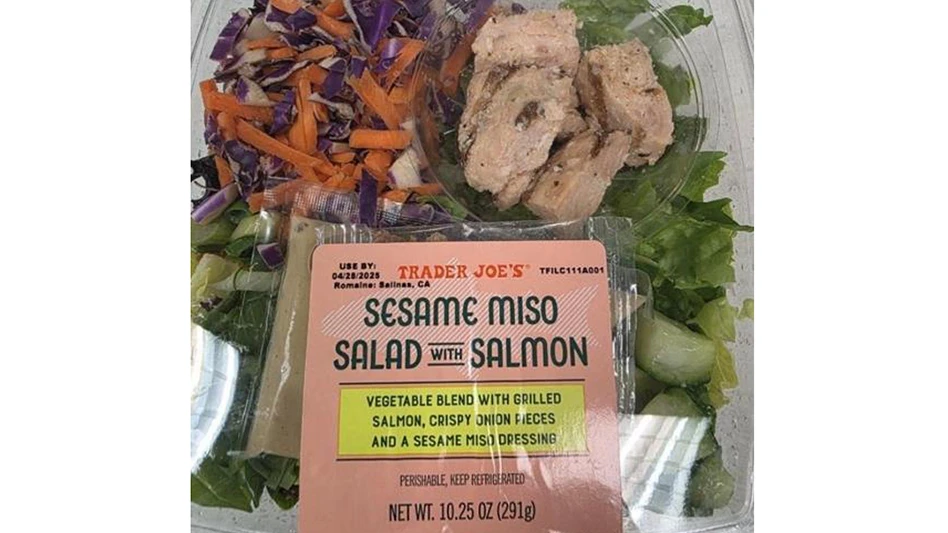 USE BY:
04/25/2025
Romaine: Salinas, CA
TRADER JOE'S®
TFILC111A001
SESAME MISO
SALAD WITH SALMON
VEGETABLE BLEND WITH GRILLED
SALMON, CRISPY ONION PIECES
AND A SESAME MISO DRESSING
PERISHABLE, KEEP REFRIGERATED
NET WT. 10.25 OZ (291g)